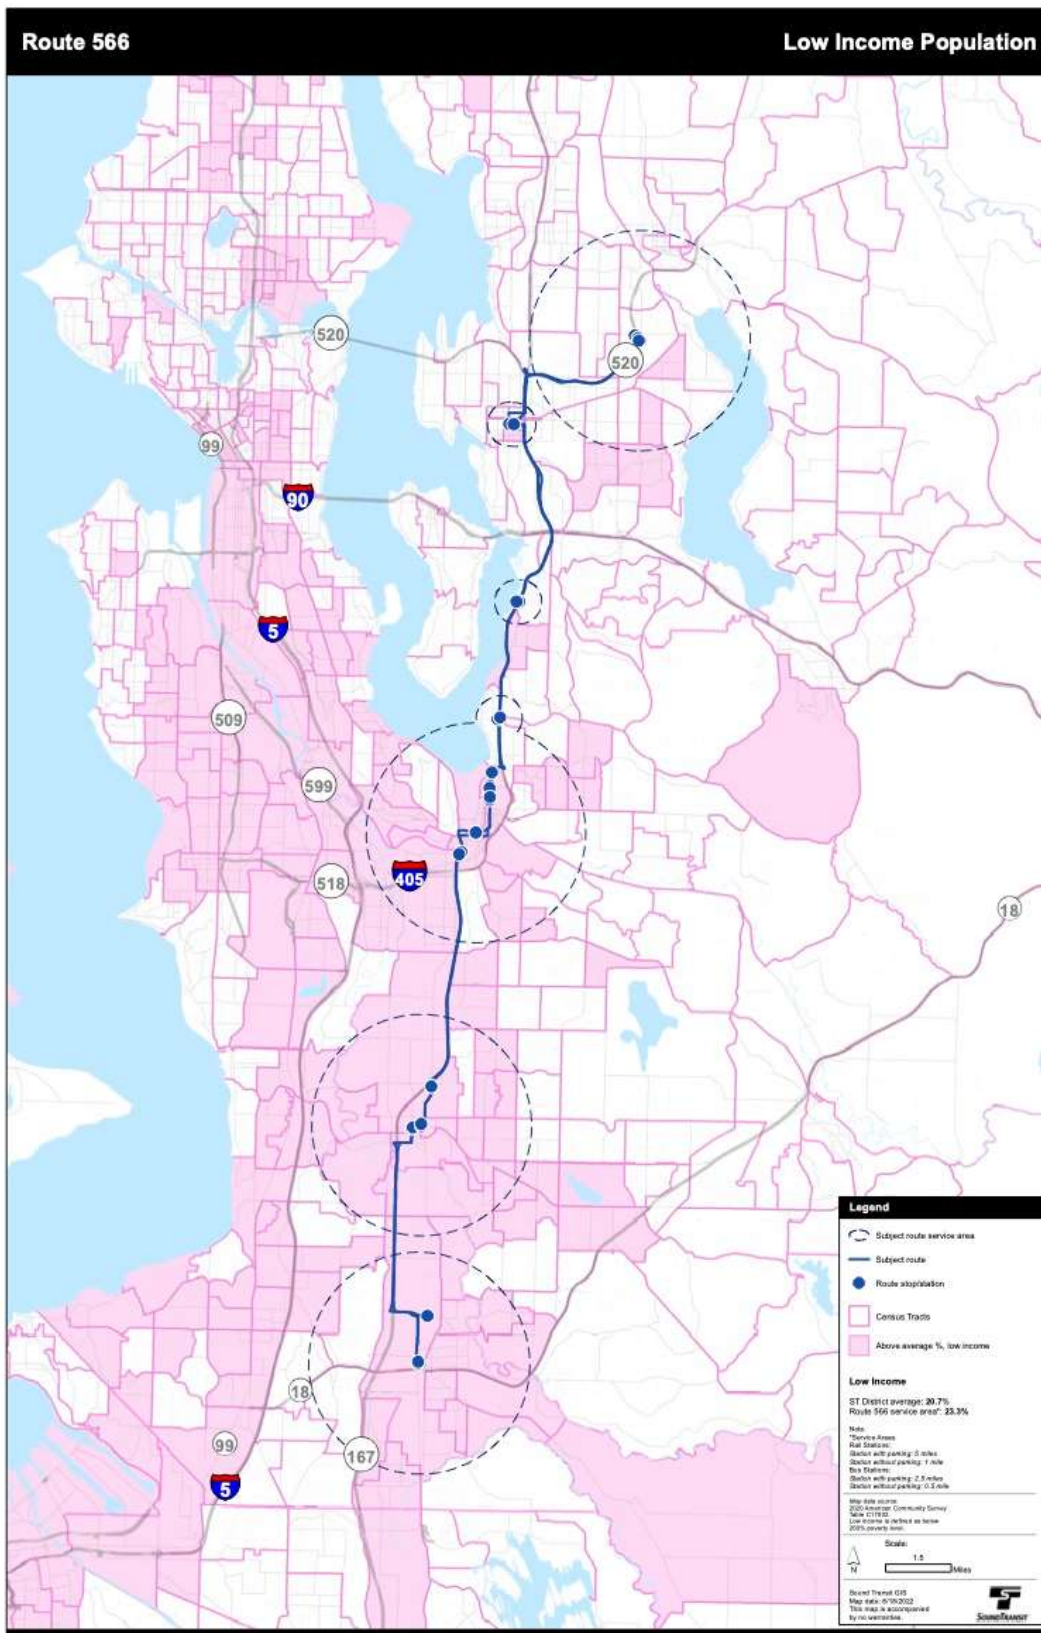 Route 566
Low Income Population
520
520
99
90
5
509
599
518
405
18
18
99
167
5
Legend
Subject route service area
Subject route
Route stop/station
Census Tracts
Above average %, low income
Low Income
ST District average: 20.7%
Route 566 service area*: 23.3%
Note:
*Service Areas
Rail Stations:
Station with parking: 5 miles
Station without parking: 1 mile
Bus Stations:
Station with parking: 2.5 miles
Station without parking: 0.5 mile
Map data source:
2020 American Community Survey
Table C17002.
Low income is defined as below
200% poverty level.
Scale:
1.5
Miles
N
Sound Transit GIS
Map date:
This map is accompanied
by no warranties.
SOUNDTRANSIT